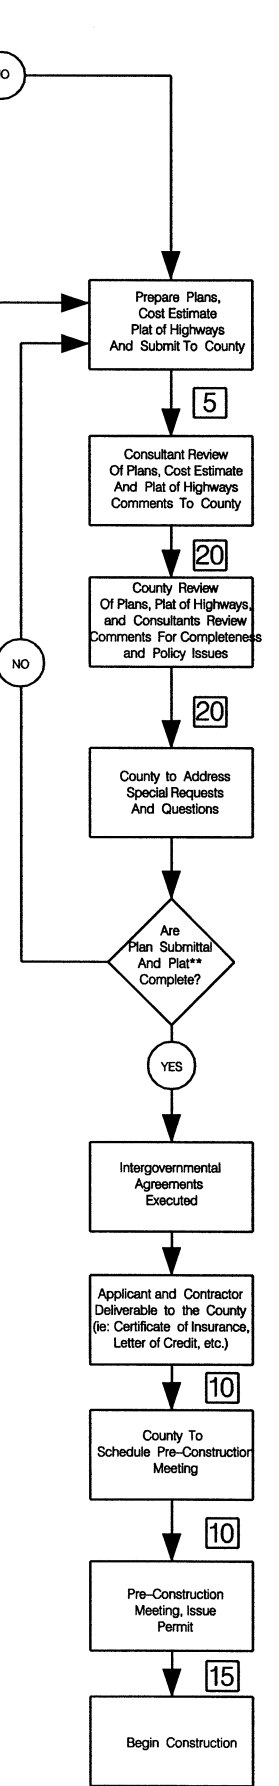 Prepare Plans,
Cost Estimate
Plat of Highways
And Submit To County
5
Consultant Review
Of Plans, Cost Estimate
And Plat of Highways
Comments To County
20
County Review
Of Plans, Plat of Highways,
and Consultants Review
Comments For Completeness
and Policy Issues
NO
20
County to Address
Special Requests
And Questions
Are
Plan Submittal
And Plat**
Complete?
YES
Intergovernmental
Agreements
Executed
Applicant and Contractor
Deliverable to the County
(ie: Certificate of Insurance,
Letter of Credit, etc.)
10
County To
Schedule Pre-Construction
Meeting
10
Pre-Construction
Meeting, Issue
Permit
15
Begin Construction